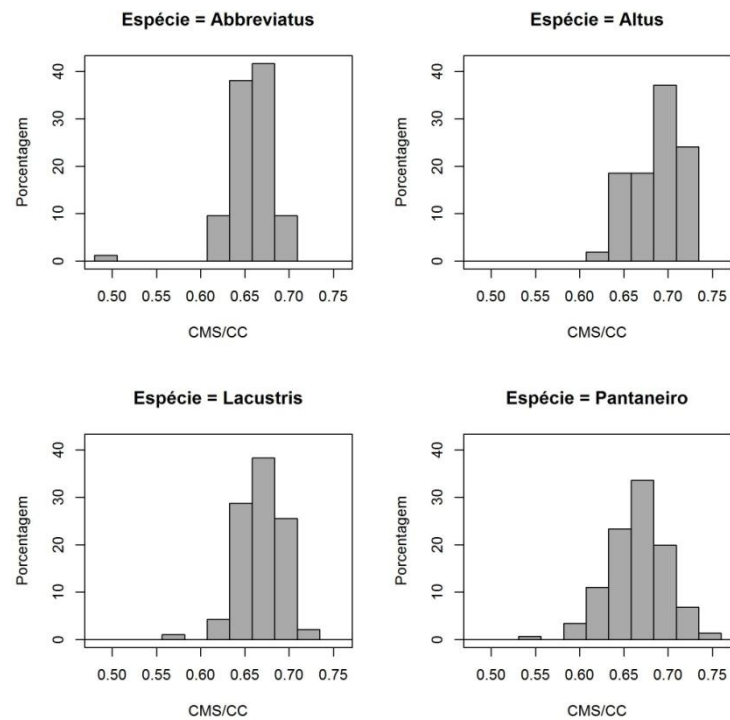 Espécie = Abbreviatus
Porcentagem
40
30
20
10
0
0.50 0.55 0.60 0.65 0.70 0.75
CMS/CC
Espécie = Altus
Porcentagem
40
30
20
10
0
0.50 0.55 0.60 0.65 0.70 0.75
CMS/CC
Espécie = Lacustris
Porcentagem
40
30
20
10
0
0.50 0.55 0.60 0.65 0.70 0.75
CMS/CC
Espécie = Pantaneiro
Porcentagem
40
30
20
10
0
0.50 0.55 0.60 0.65 0.70 0.75
CMS/CC